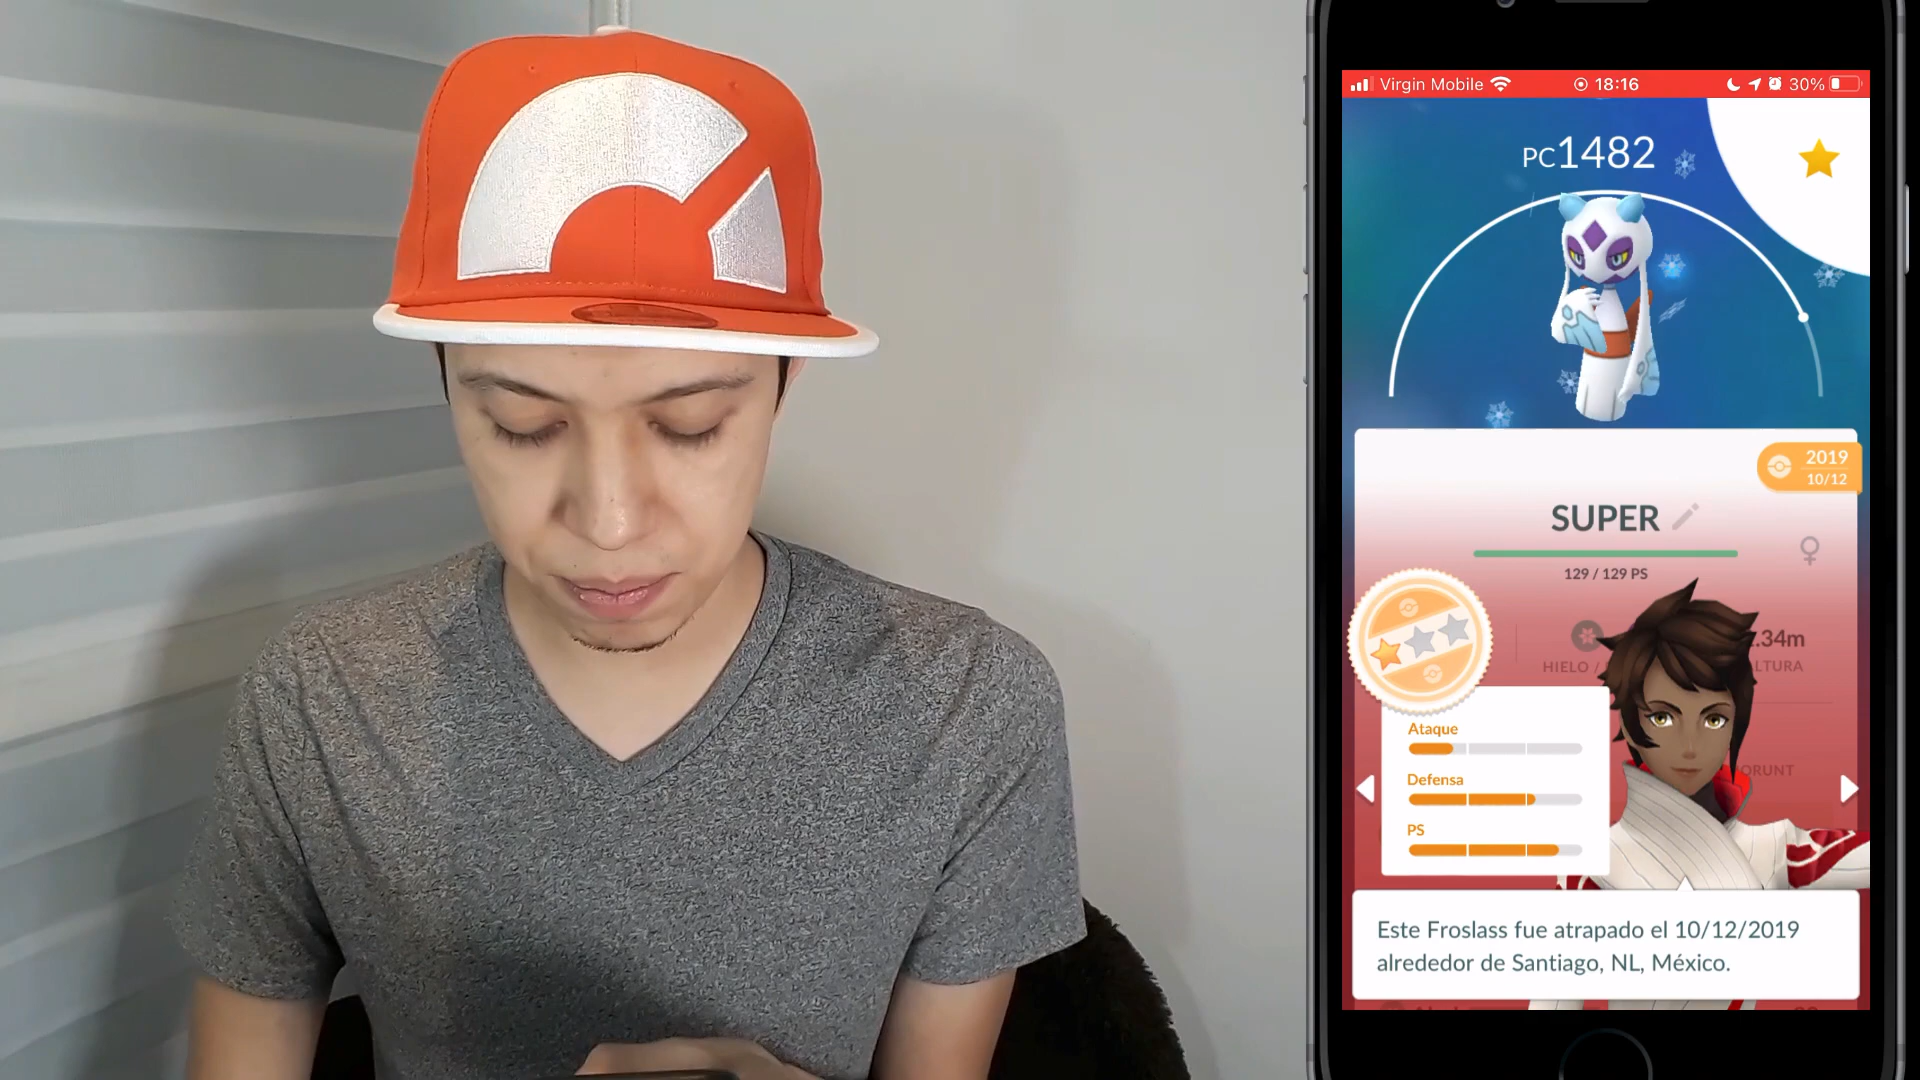 Virgin Mobile
18:16
30%
PC1482
2019
10/12
SUPER
129 / 129 PS
.34m
HIELO /
LTURA
Ataque
Defensa
ORUNT
PS
Este Froslass fue atrapado el 10/12/2019
alrededor de Santiago, NL, México.